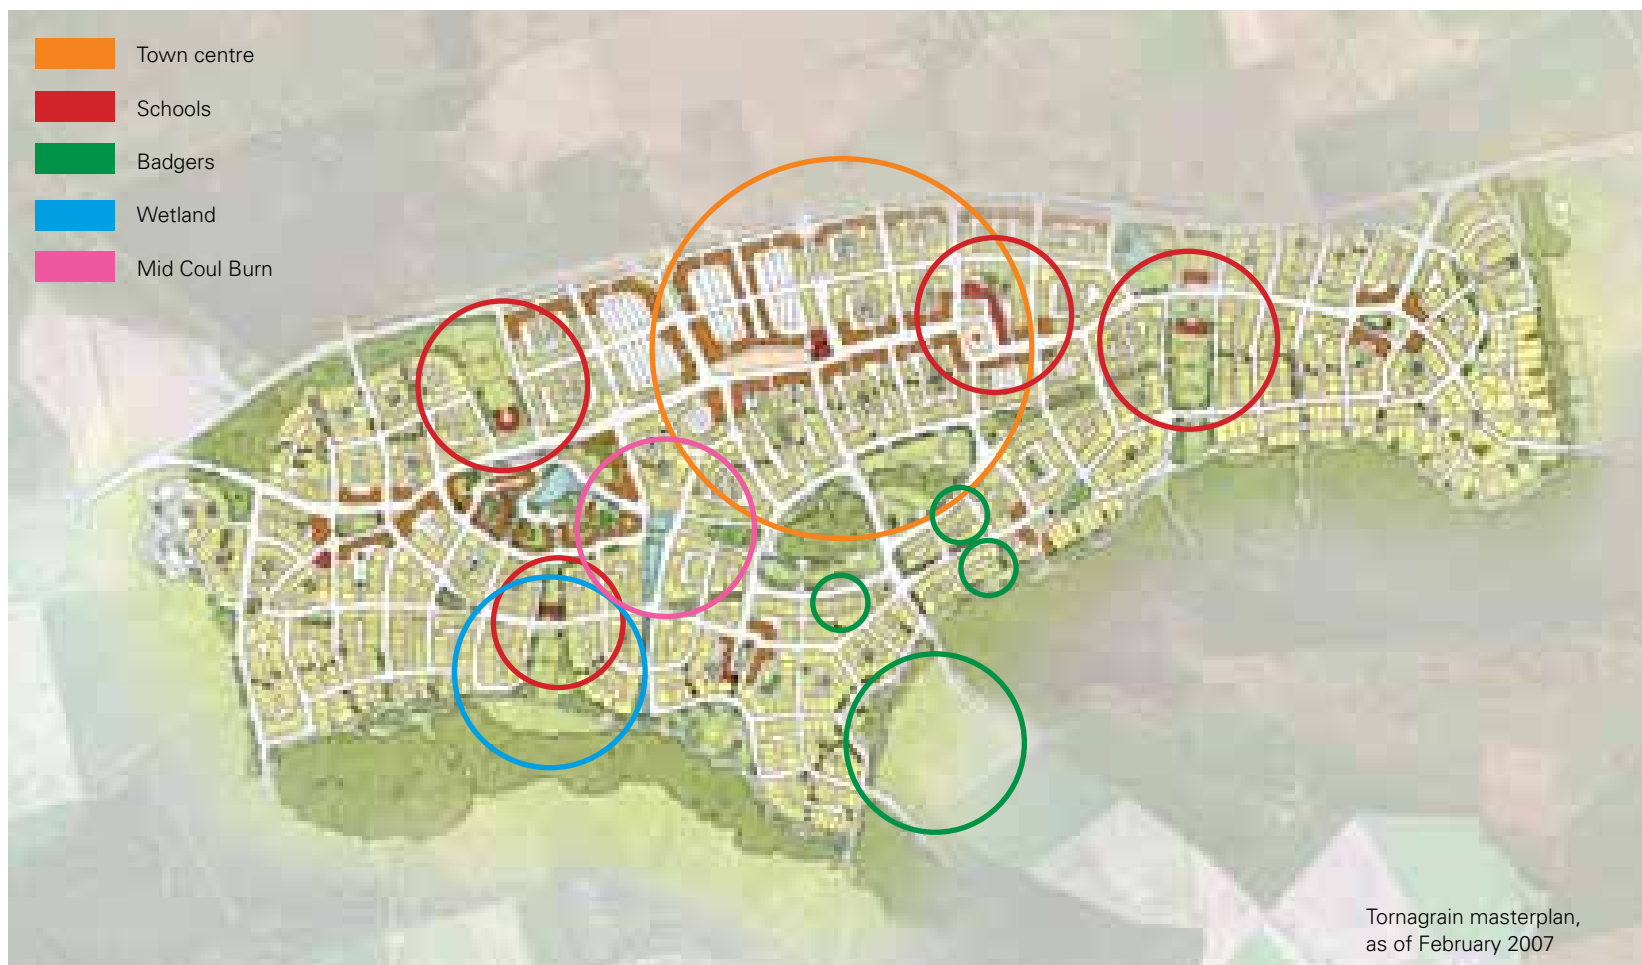 Town centre
Schools
Badgers
Wetland
Mid Coul Burn
Tornagrain masterplan,
as of February 2007